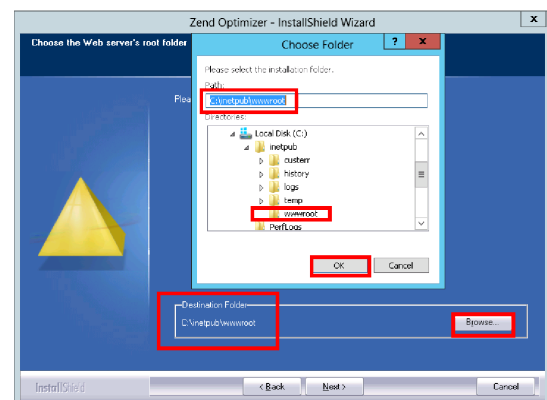 Zend Optimizer - InstallShield Wizard
x
Choose the Web server's root folder
Choose Folder
?
x
Please select the installation folder.
Path:
C:\inetpub\wwwroot
Plea
Directories:
Local Disk (C:)
inetpub
custerr
history
logs
temp
wwwroot
PerfLogs
OK
Cancel
Destination Folder
C:\inetpub\wwwroot
Browse...
InstallShield
< Back
Next >
Cancel